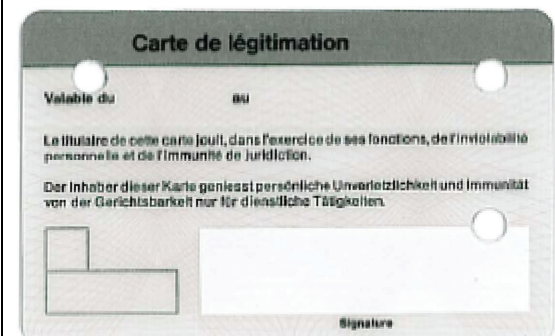 Carte de légitimation
Valable du au
Le titulaire de cette carte jouit, dans l'exercice de ses fonctions, de l'inviolabilité
personnelle et de l'immunité de juridiction.
Der Inhaber dieser Karte geniesst persönliche Unverletzlichkeit und Immunität
von der Gerichtsbarkeit nur für dienstliche Tätigkeiten.
Signature